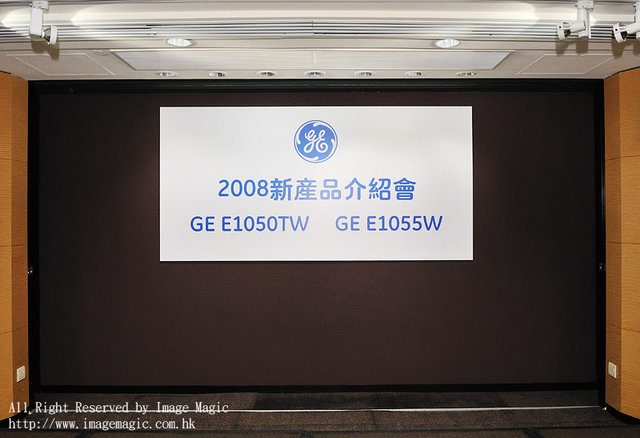 GE
2008新産品介紹會
GE E1050TW GE E1055W
All Right Reserved by Image Magic
http://www.imagemagic.com.hk